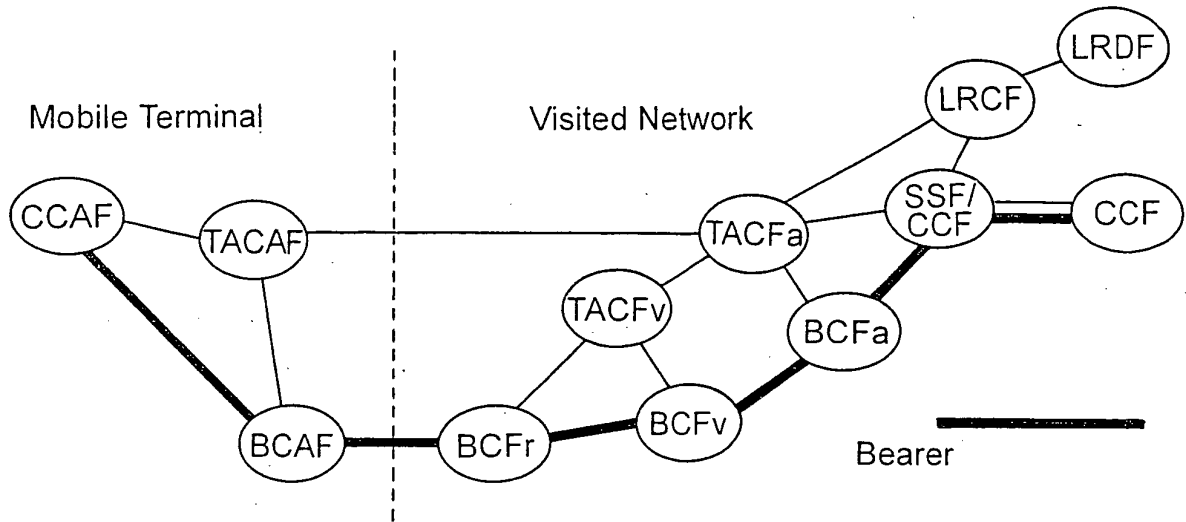 LRDF
LRCF
Mobile Terminal
Visited Network
CCAF
TACAF
TACFa
SSF/
CCF
CCF
TACFv
BCFa
BCAF
BCFr
BCFv
Bearer